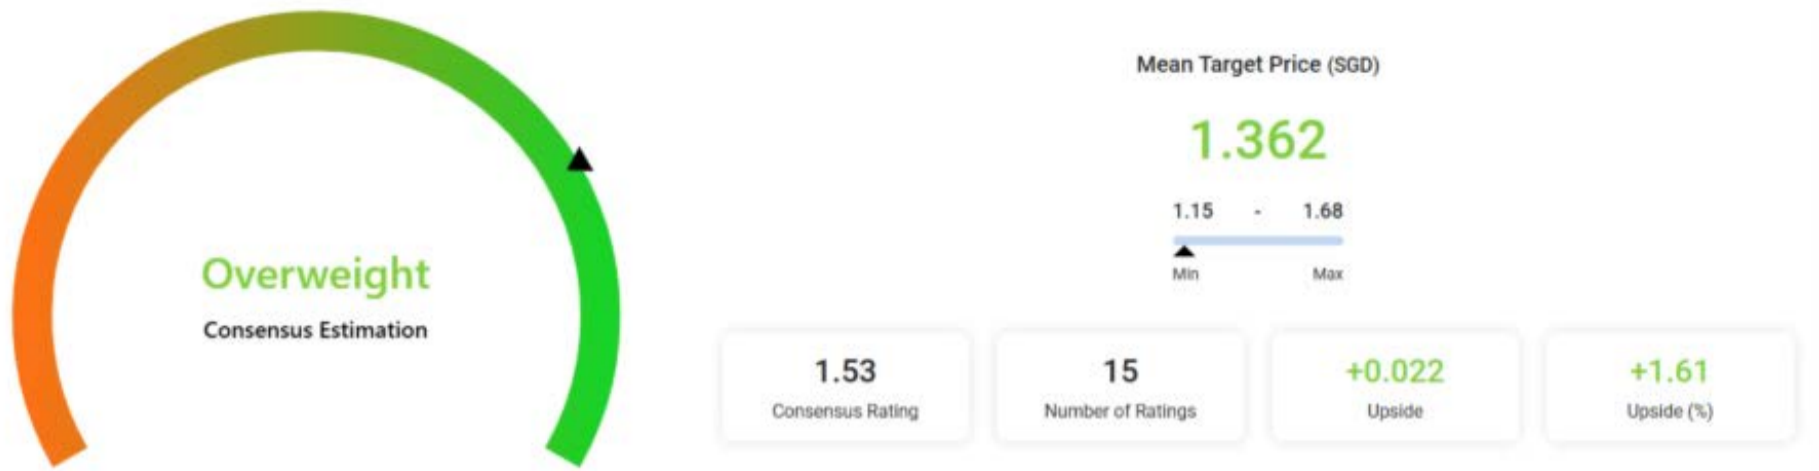 Overweight
Consensus Estimation
Mean Target Price (SGD)
1.362
1.15 - 1.68
Min Max
1.53
Consensus Rating
15
Number of Ratings
+0.022
Upside
+1.61
Upside (%)